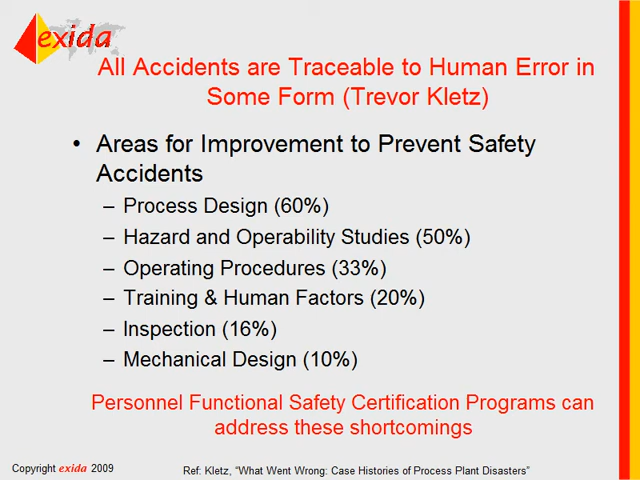 exida
All Accidents are Traceable to Human Error in
Some Form (Trevor Kletz)
• Areas for Improvement to Prevent Safety
Accidents
– Process Design (60%)
– Hazard and Operability Studies (50%)
– Operating Procedures (33%)
– Training & Human Factors (20%)
– Inspection (16%)
– Mechanical Design (10%)
Personnel Functional Safety Certification Programs can
address these shortcomings
Copyright exida 2009
Ref: Kletz, “What Went Wrong: Case Histories of Process Plant Disasters”